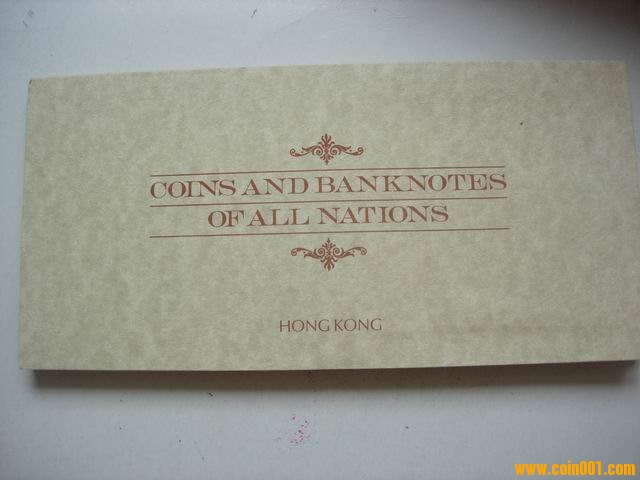 COINS AND BANKNOTES
OF ALL NATIONS
HONG KONG
www.coin001.com